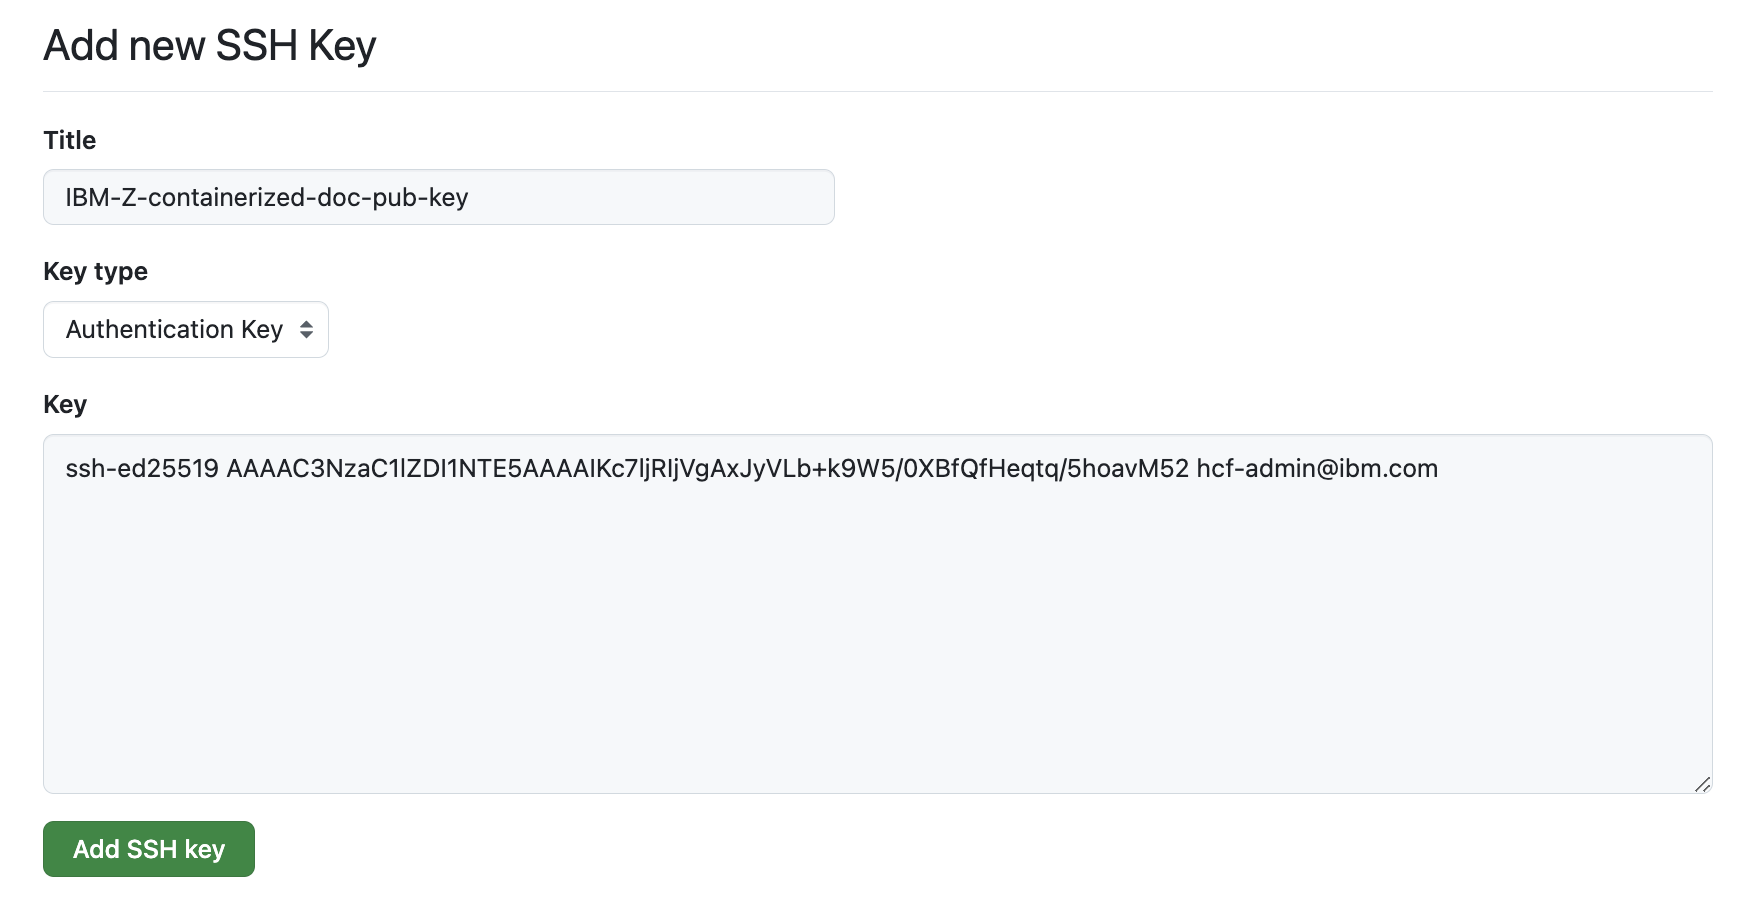 Add new SSH Key
Title
IBM-Z-containerized-doc-pub-key
Key type
Authentication Key
Key
ssh-ed25519 AAAAC3NzaC1lZDI1NTE5AAAAIKc7ljRIjVgAxJyVLb+k9W5/0XBfQfHeqtq/5hoavM52 hcf-admin@ibm.com
Add SSH key